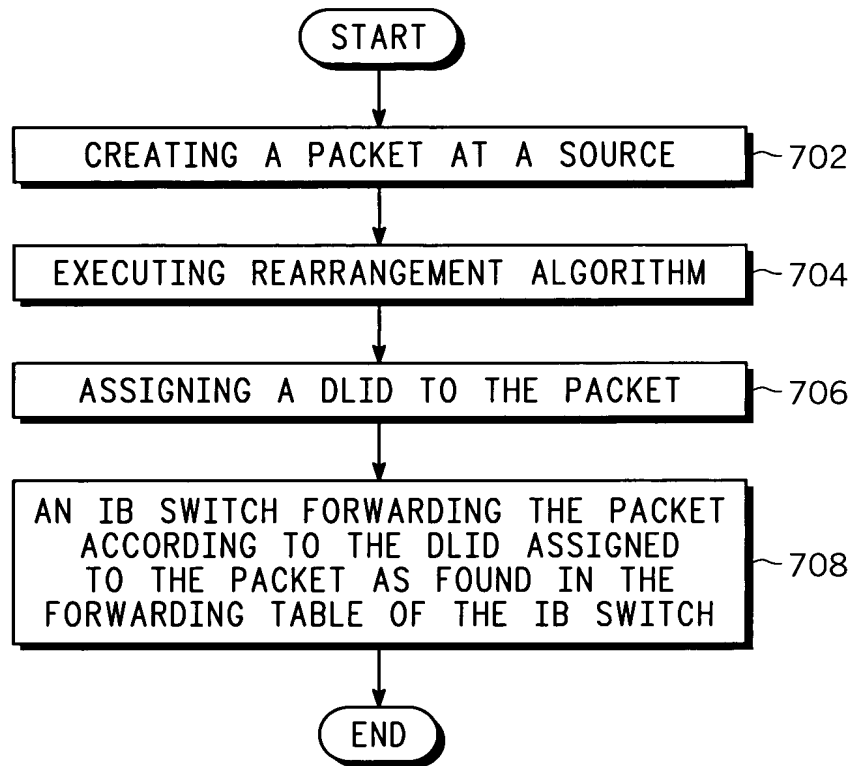 START
CREATING A PACKET AT A SOURCE
702
EXECUTING REARRANGEMENT ALGORITHM
704
ASSIGNING A DLID TO THE PACKET
706
AN IB SWITCH FORWARDING THE PACKET
ACCORDING TO THE DLID ASSIGNED
TO THE PACKET AS FOUND IN THE
FORWARDING TABLE OF THE IB SWITCH
708
END